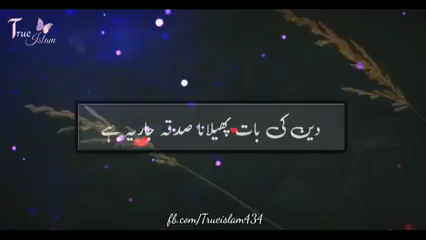 True
Islam
دین کی بات پھیلانا صدقہ جاریہ ہے
fb.com/Trueislam434